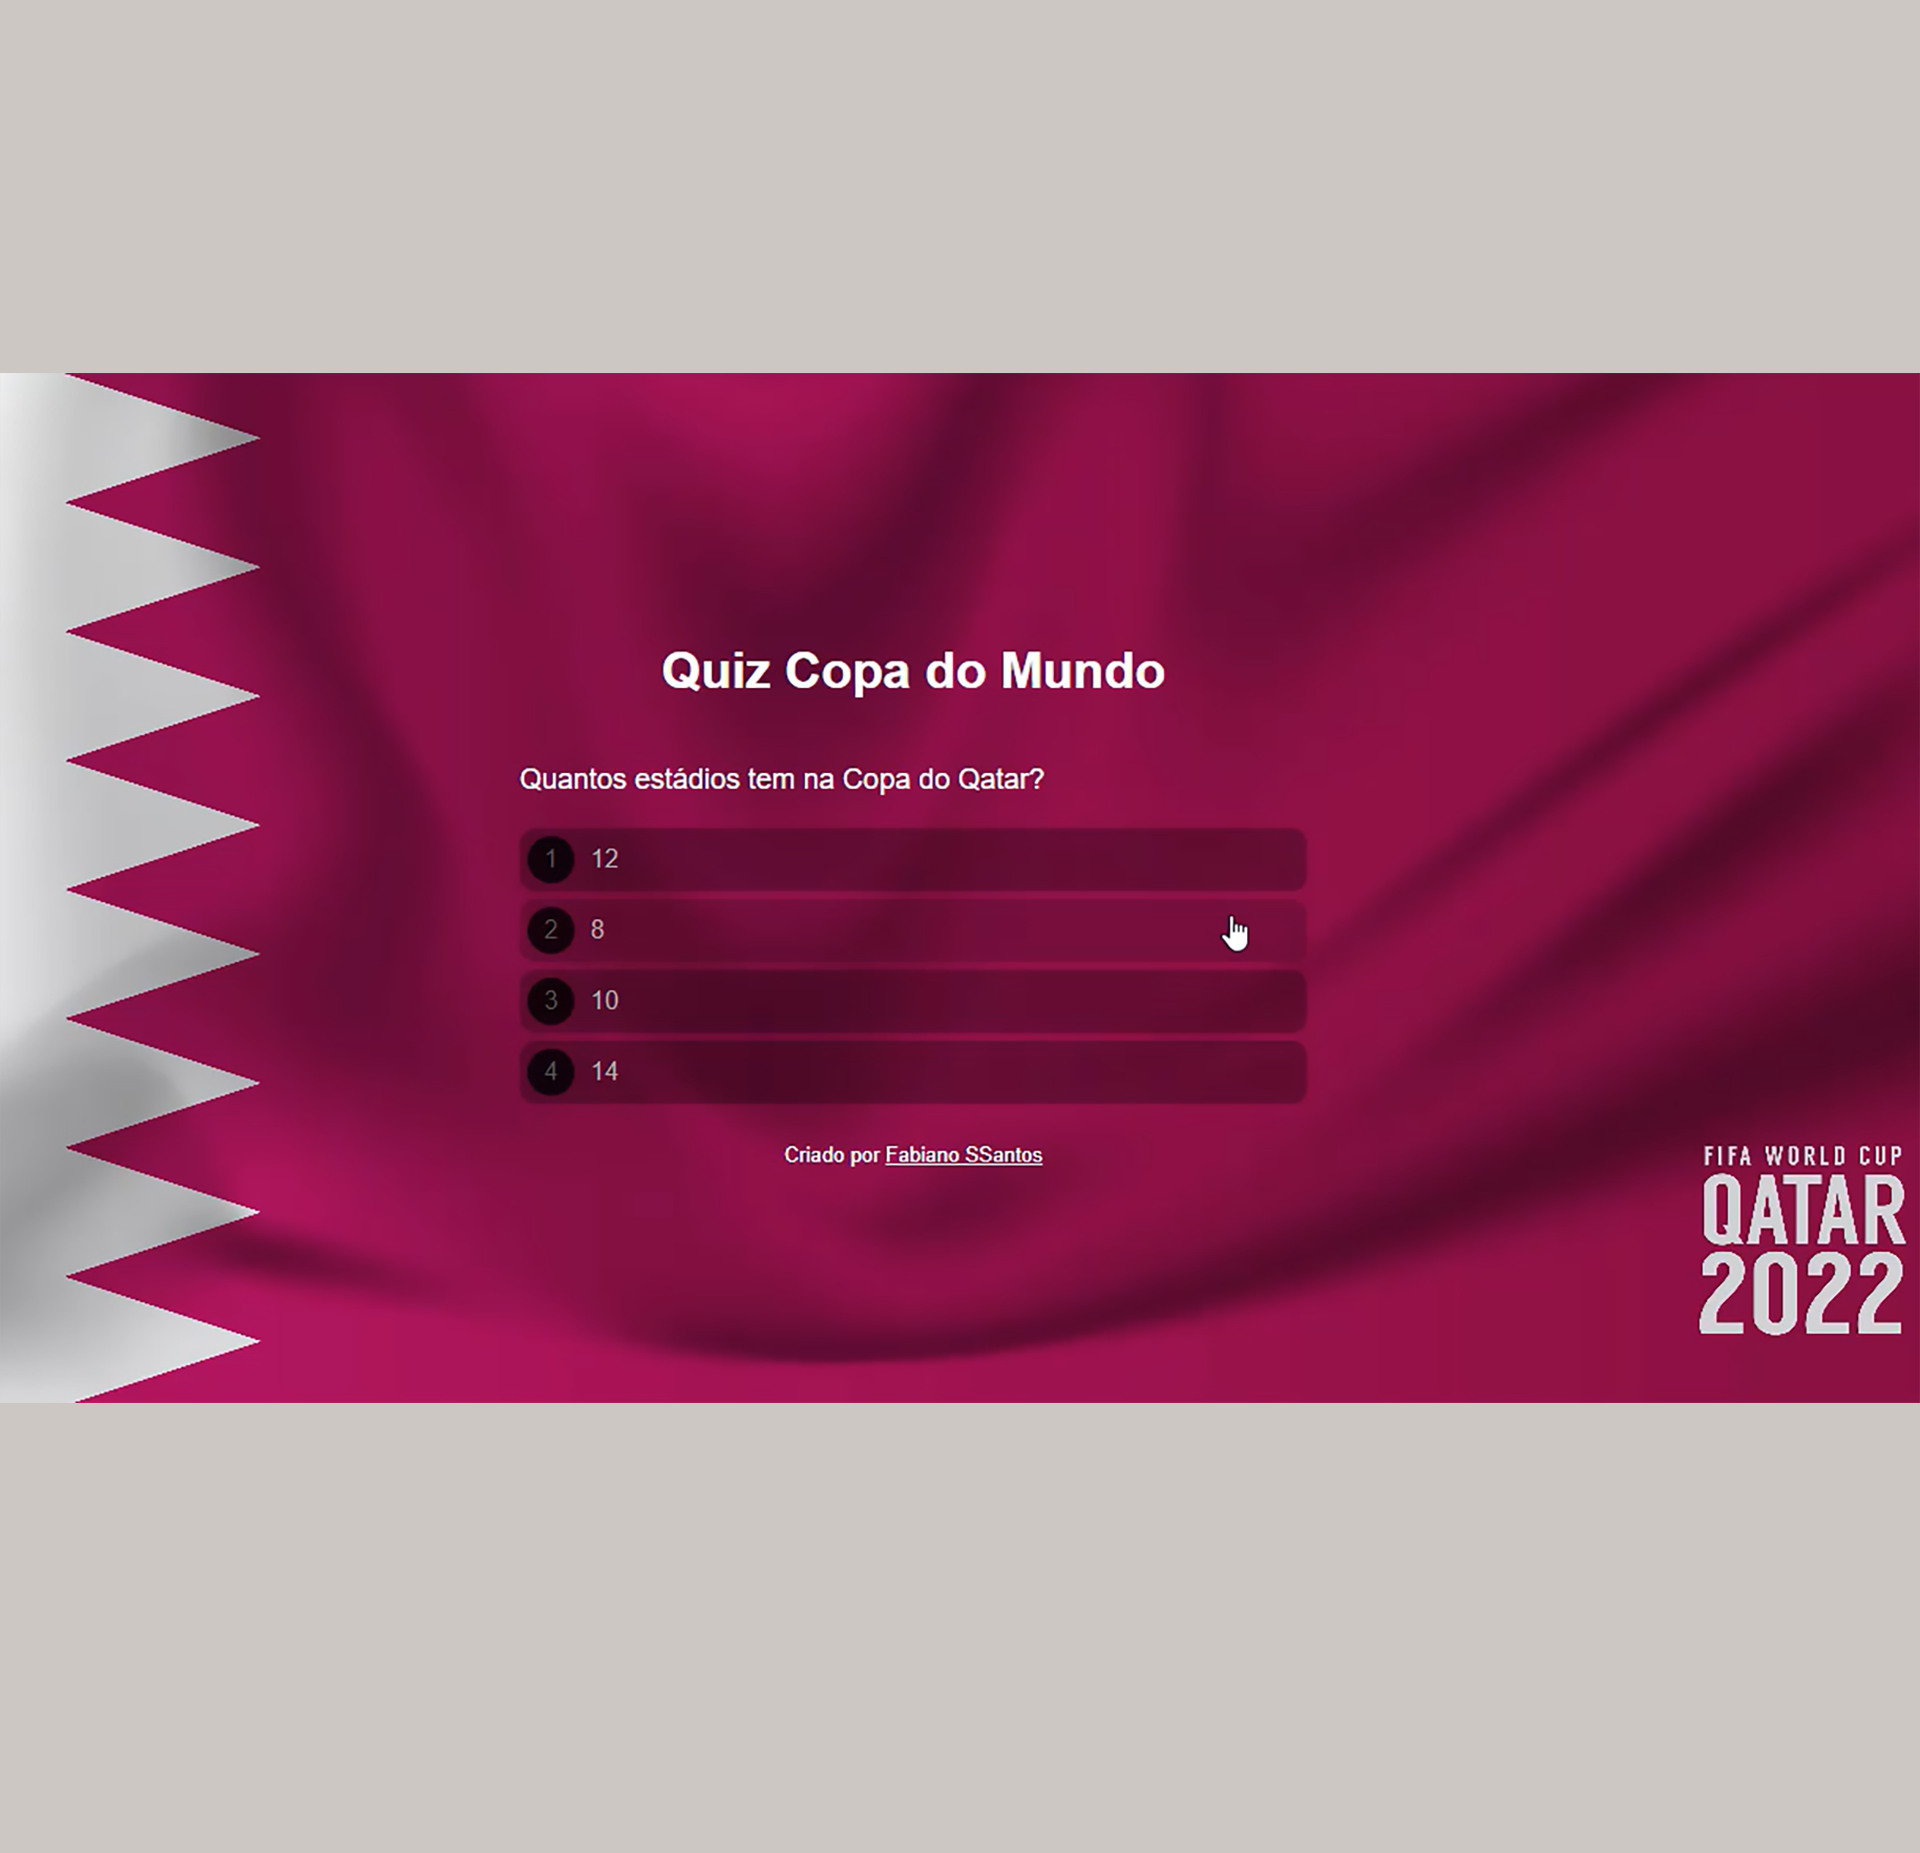 Quiz Copa do Mundo
Quantos estádios tem na Copa do Qatar?
1 12
2 8
3 10
4 14
Criado por Fabiano SSantos
FIFA WORLD CUP
QATAR
2022